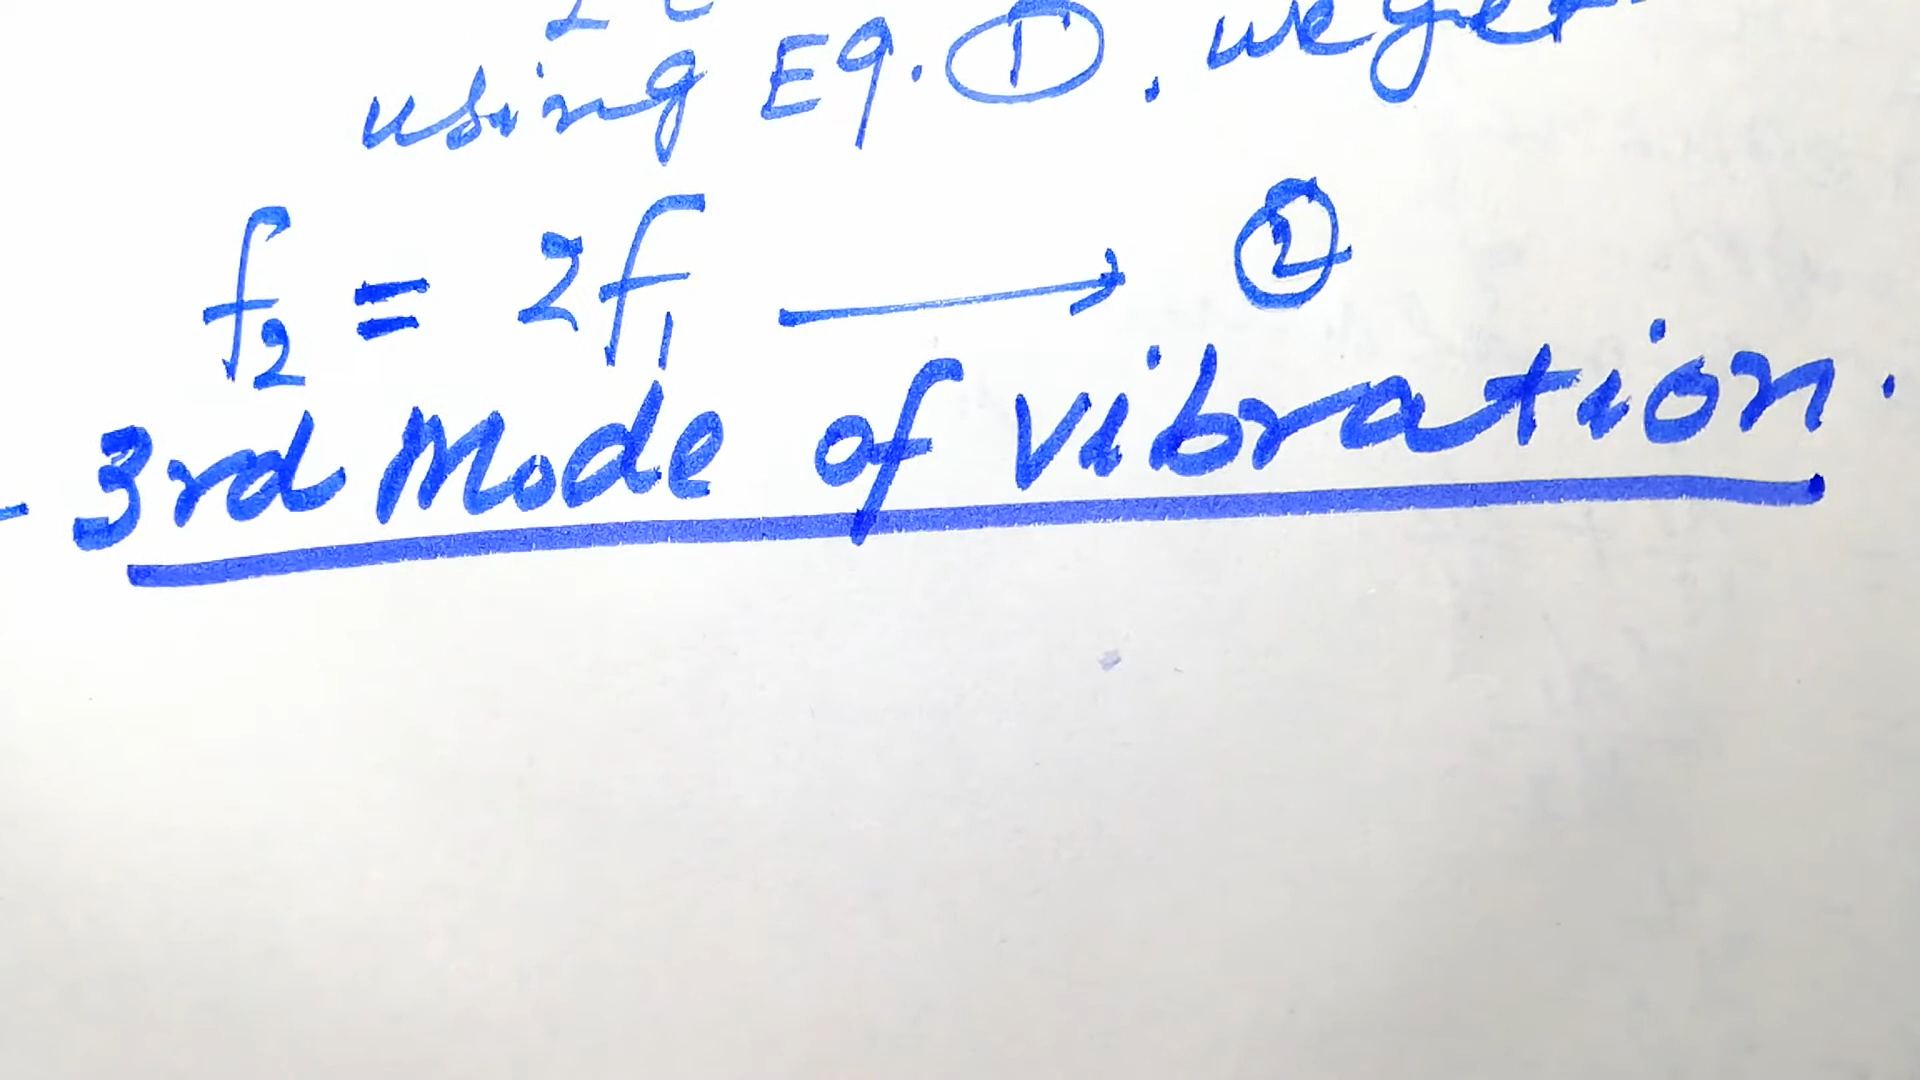 using Eq. ①, we get
f₂ = 2f₁ → ②
3rd Mode of vibration.